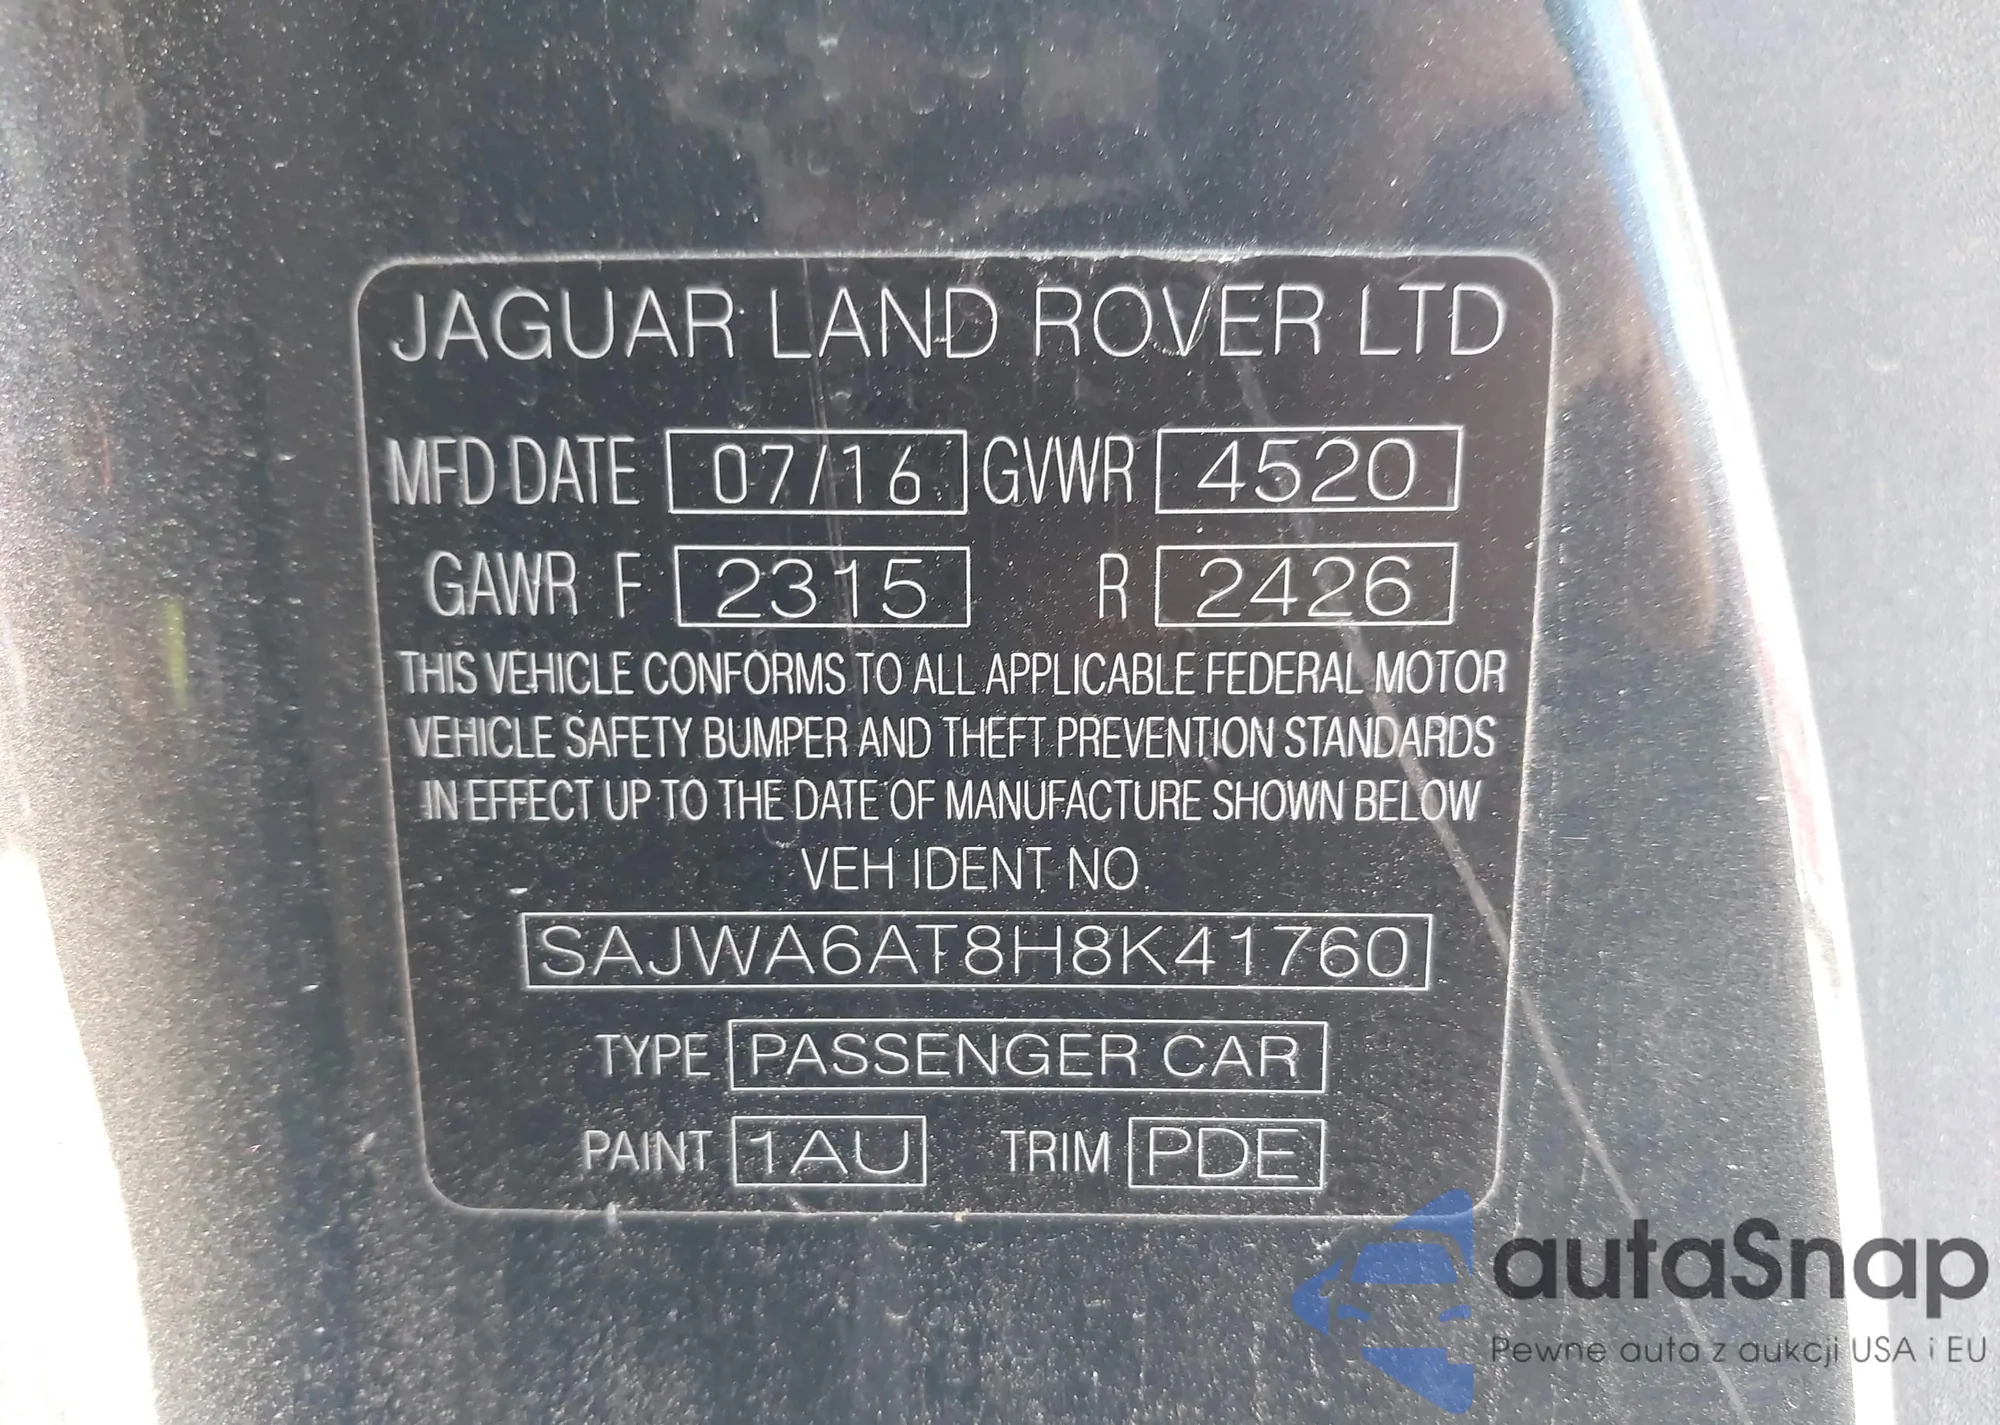 JAGUAR LAND ROVER LTD
MFD DATE 07/16 GVWR 4520
GAWR F 2315 R 2426
THIS VEHICLE CONFORMS TO ALL APPLICABLE FEDERAL MOTOR
VEHICLE SAFETY BUMPER AND THEFT PREVENTION STANDARDS
IN EFFECT UP TO THE DATE OF MANUFACTURE SHOWN BELOW
VEH IDENT NO.
SAJWA6AT8H8K41760
TYPE PASSENGER CAR
PAINT 1AU TRIM PDE
autaSnap
Pewne auta z aukcji USA i EU